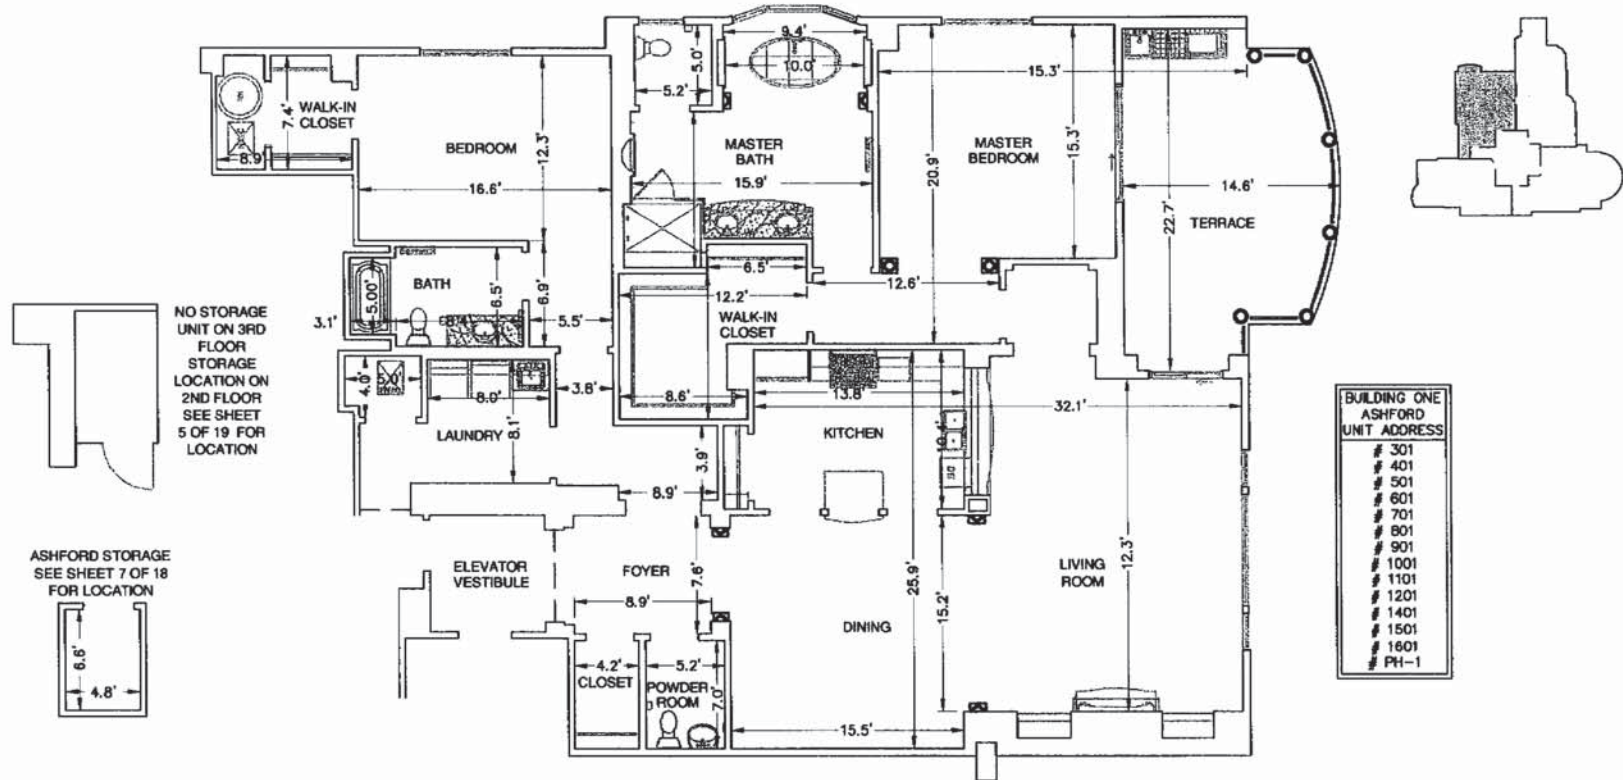 9.4'
10.0'
5.0'
5.2'
15.3'
WALK-IN
CLOSET
7.4'
8.9'
BEDROOM
12.3'
16.6'
MASTER
BATH
15.9'
20.9'
MASTER
BEDROOM
15.3'
14.6'
TERRACE
22.7'
BATH
5.00'
3.1'
6.5'
6.9'
5.5'
6.5'
12.2'
WALK-IN
CLOSET
12.6'
8.6'
NO STORAGE
UNIT ON 3RD
FLOOR
STORAGE
LOCATION ON
2ND FLOOR
SEE SHEET
5 OF 19 FOR
LOCATION
4.0'
5.0'
8.0'
3.8'
LAUNDRY
8.1'
3.9'
8.9'
13.8'
32.1'
KITCHEN
10.4'
BUILDING ONE
ASHFORD
UNIT ADDRESS
# 301
# 401
# 501
# 601
# 701
# 801
# 901
# 1001
# 1101
# 1201
# 1401
# 1501
# 1601
# PH-1
ASHFORD STORAGE
SEE SHEET 7 OF 18
FOR LOCATION
6.6'
4.8'
ELEVATOR
VESTIBULE
FOYER
7.6'
8.9'
25.9'
15.2'
LIVING
ROOM
12.3'
DINING
4.2'
CLOSET
5.2'
POWDER
ROOM
7.0'
15.5'